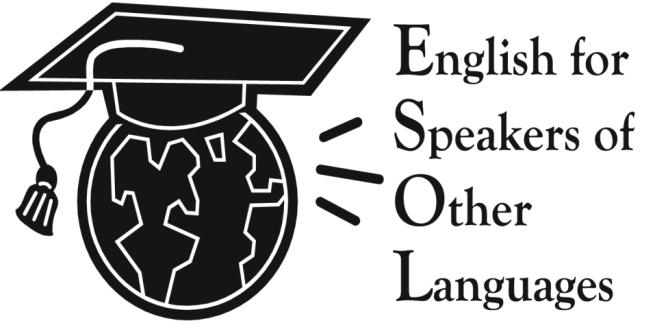 English for
Speakers of
Other
Languages